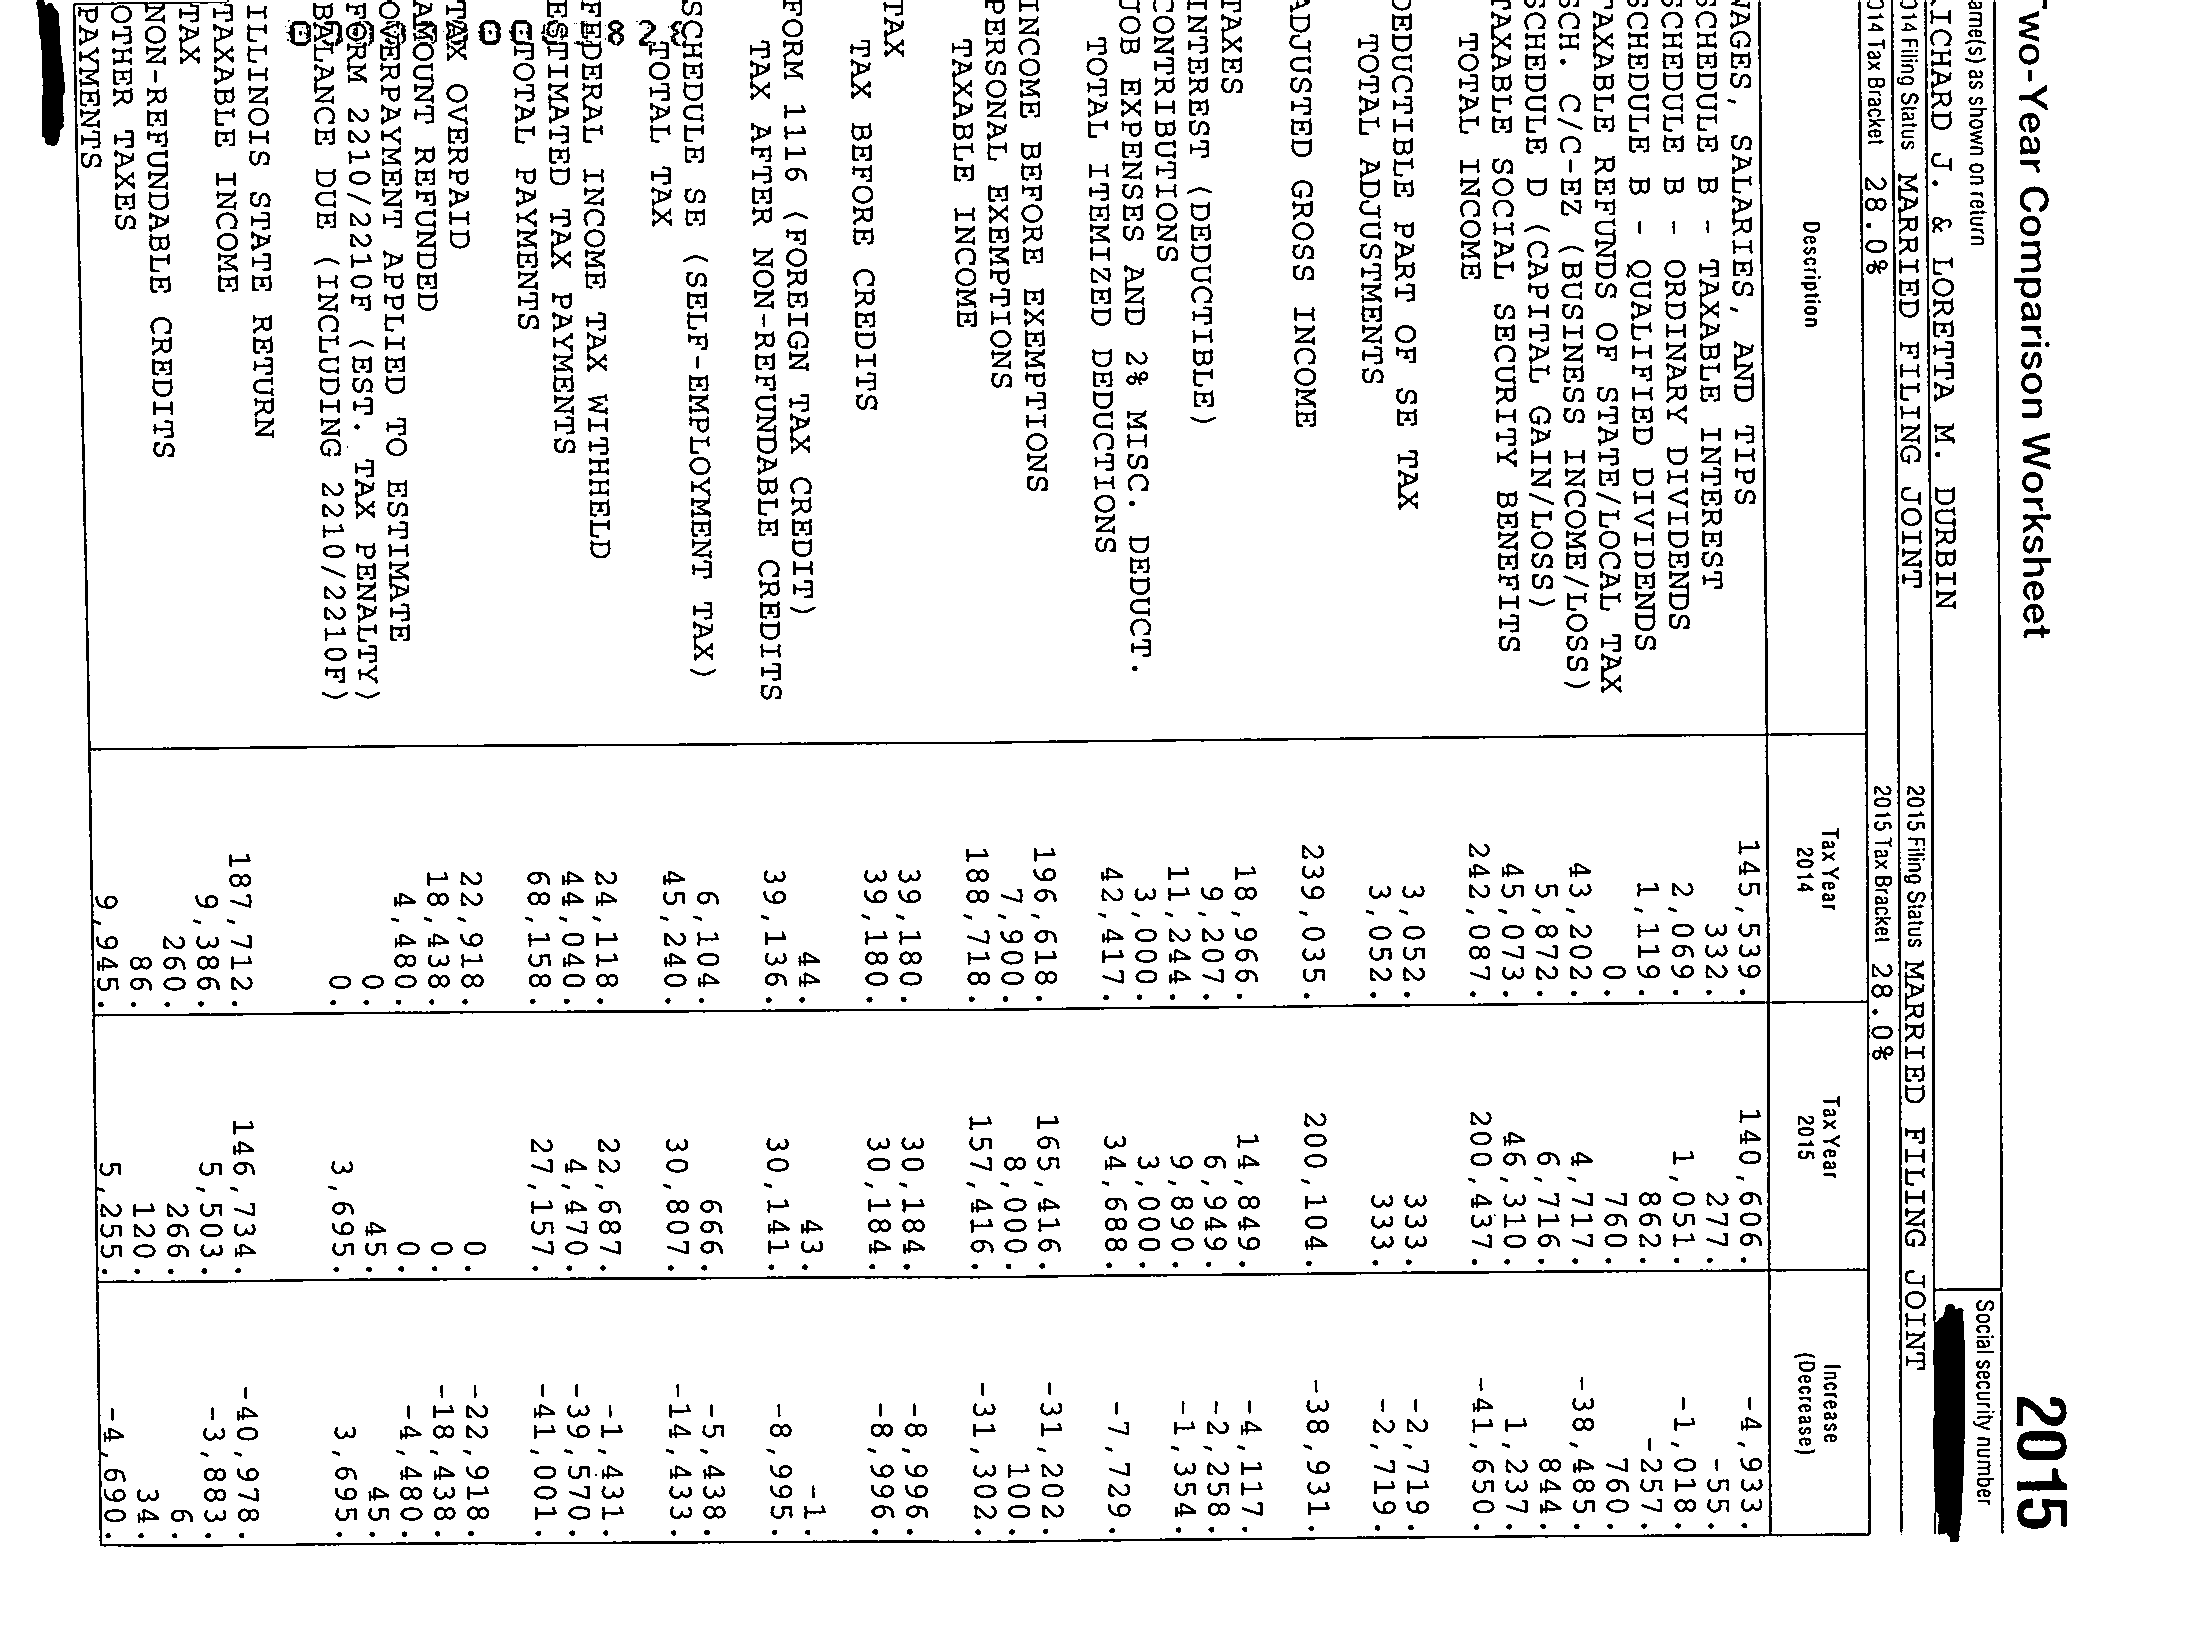 wo-Year Comparison Worksheet 2015
ame(s) as shown on return Social security number
ICHARD J. & LORETTA M. DURBIN
014 Filing Status MARRIED FILING JOINT 2015 Filing Status MARRIED FILING JOINT
014 Tax Bracket 28.0% 2015 Tax Bracket 28.0%
Description Tax Year 2014 Tax Year 2015 Increase (Decrease)
WAGES, SALARIES, AND TIPS 145,539. 140,606. -4,933.
SCHEDULE B - TAXABLE INTEREST 332. 277. -55.
SCHEDULE B - ORDINARY DIVIDENDS 2,069. 1,051. -1,018.
SCHEDULE B - QUALIFIED DIVIDENDS 1,119. 862. -257.
TAXABLE REFUNDS OF STATE/LOCAL TAX 0. 760. 760.
SCH. C/C-EZ (BUSINESS INCOME/LOSS) 43,202. 4,717. -38,485.
SCHEDULE D (CAPITAL GAIN/LOSS) 5,872. 6,716. 844.
TAXABLE SOCIAL SECURITY BENEFITS 45,073. 46,310. 1,237.
TOTAL INCOME 242,087. 200,437. -41,650.
DEDUCTIBLE PART OF SE TAX 3,052. 333. -2,719.
TOTAL ADJUSTMENTS 3,052. 333. -2,719.
ADJUSTED GROSS INCOME 239,035. 200,104. -38,931.
TAXES 18,966. 14,849. -4,117.
INTEREST (DEDUCTIBLE) 9,207. 6,949. -2,258.
CONTRIBUTIONS 11,244. 9,890. -1,354.
JOB EXPENSES AND 2% MISC. DEDUCT. 3,000. 3,000.
TOTAL ITEMIZED DEDUCTIONS 42,417. 34,688. -7,729.
INCOME BEFORE EXEMPTIONS 196,618. 165,416. -31,202.
PERSONAL EXEMPTIONS 7,900. 8,000. 100.
TAXABLE INCOME 188,718. 157,416. -31,302.
TAX 39,180. 30,184. -8,996.
TAX BEFORE CREDITS 39,180. 30,184. -8,996.
FORM 1116 (FOREIGN TAX CREDIT) 44. 43. -1.
TAX AFTER NON-REFUNDABLE CREDITS 39,136. 30,141. -8,995.
SCHEDULE SE (SELF-EMPLOYMENT TAX) 6,104. 666. -5,438.
TOTAL TAX 45,240. 30,807. -14,433.
FEDERAL INCOME TAX WITHHELD 24,118. 22,687. -1,431.
ESTIMATED TAX PAYMENTS 44,040. 4,470. -39,570.
TOTAL PAYMENTS 68,158. 27,157. -41,001.
TAX OVERPAID 22,918. 0. -22,918.
AMOUNT REFUNDED 18,438. 0. -18,438.
OVERPAYMENT APPLIED TO ESTIMATE 4,480. 0. -4,480.
FORM 2210/2210F (EST. TAX PENALTY) 0. 45. 45.
BALANCE DUE (INCLUDING 2210/2210F) 0. 3,695. 3,695.
ILLINOIS STATE RETURN
TAXABLE INCOME 187,712. 146,734. -40,978.
TAX 9,386. 5,503. -3,883.
NON-REFUNDABLE CREDITS 260. 266. 6.
OTHER TAXES 86. 120. 34.
PAYMENTS 9,945. 5,255. -4,690.